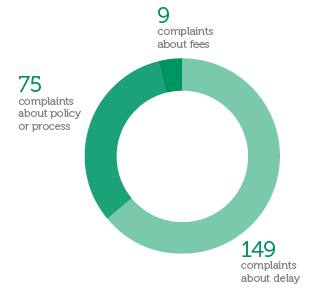 9
complaints
about fees
75
complaints
about policy
or process
149
complaints
about delay